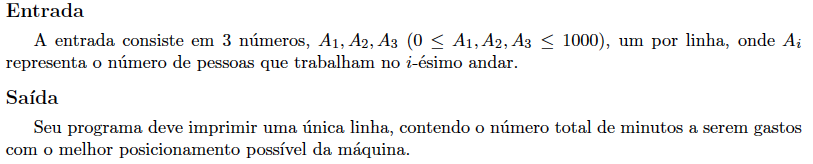 Entrada
A entrada consiste em 3 números, A₁, A₂, A₃ (0 ≤ A₁, A₂, A₃ ≤ 1000), um por linha, onde Aᵢ
representa o número de pessoas que trabalham no i-ésimo andar.
Saída
Seu programa deve imprimir uma única linha, contendo o número total de minutos a serem gastos
com o melhor posicionamento possível da máquina.